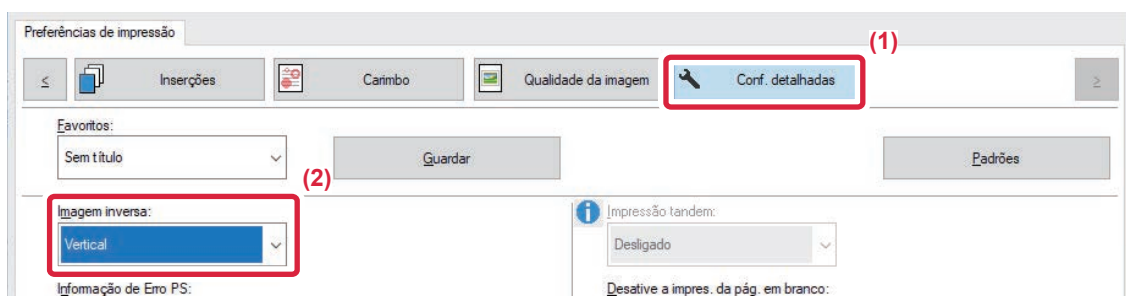 Preferências de impressão
(1)
<
Inserções
Carimbo
Qualidade da imagem
Conf. detalhadas
>
Favoritos:
Sem título
Guardar
Padrões
(2)
Imagem inversa:
Vertical
Impressão tandem:
Desligado
Informação de Erro PS:
Desative a impres. da pág. em branco: